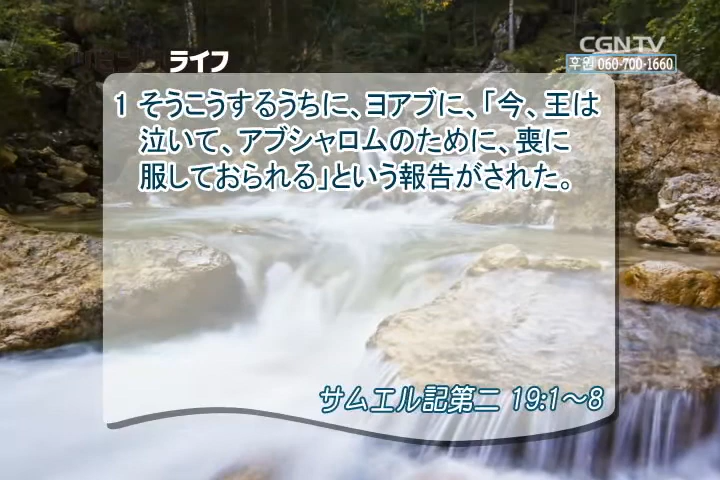 ライフ
CGNTV
후원 060-700-1660
1 そうこうするうちに、ヨアブに、「今、王は
泣いて、アブシャロムのために、喪に
服しておられる」という報告がされた。
サムエル記第二 19:1～8